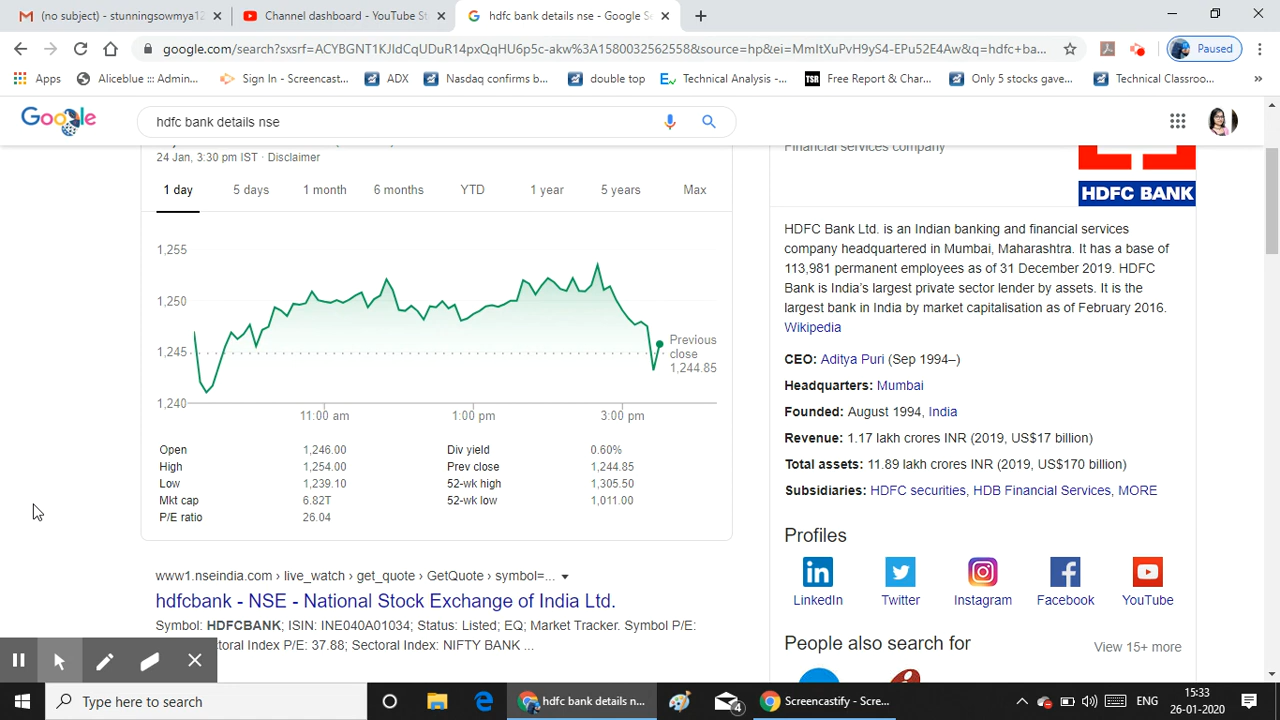 (no subject) - stunningsowmya12
Channel dashboard - YouTube St
hdfc bank details nse - Google Se
google.com/search?sxsrf=ACYBGNT1KJIdCqUDuR14pxQqHU6p5c-akw%3A1580032562558&source=hp&ei=MmItXuPvH9yS4-EPu52E4Aw&q=hdfc+ba...
Paused
Apps
Aliceblue ::: Admin...
Sign In - Screencast...
ADX
Nasdaq confirms b...
double top
Technical Analysis -...
TSR
Free Report & Char...
Only 5 stocks gave...
Technical Classroo...
»
Google
hdfc bank details nse
24 Jan, 3:30 pm IST · Disclaimer
1 day
5 days
1 month
6 months
YTD
1 year
5 years
Max
1,255
1,250
1,245
1,240
Previous
close
1,244.85
11:00 am
1:00 pm
3:00 pm
Open 1,246.00
High 1,254.00
Low 1,239.10
Mkt cap 6.82T
P/E ratio 26.04
Div yield 0.60%
Prev close 1,244.85
52-wk high 1,305.50
52-wk low 1,011.00
www1.nseindia.com › live_watch › get_quote › GetQuote › symbol=...
hdfcbank - NSE - National Stock Exchange of India Ltd.
Symbol: HDFCBANK; ISIN: INE040A01034; Status: Listed; EQ; Market Tracker. Symbol P/E:
Index P/E: 37.88; Sectoral Index: NIFTY BANK ...
Financial services company
HDFC BANK
HDFC Bank Ltd. is an Indian banking and financial services
company headquartered in Mumbai, Maharashtra. It has a base of
113,981 permanent employees as of 31 December 2019. HDFC
Bank is India's largest private sector lender by assets. It is the
largest bank in India by market capitalisation as of February 2016.
Wikipedia
CEO: Aditya Puri (Sep 1994–)
Headquarters: Mumbai
Founded: August 1994, India
Revenue: 1.17 lakh crores INR (2019, US$17 billion)
Total assets: 11.89 lakh crores INR (2019, US$170 billion)
Subsidiaries: HDFC securities, HDB Financial Services, MORE
Profiles
LinkedIn
Twitter
Instagram
Facebook
YouTube
People also search for
View 15+ more
Type here to search
hdfc bank details n...
4
Screencastify - Scre...
ENG
15:33
26-01-2020